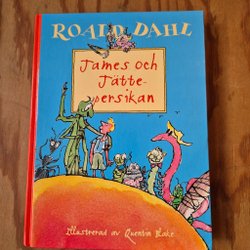 ROALD DAHL
James och
Jätte-
persikan
Illustrerad av Quentin Blake